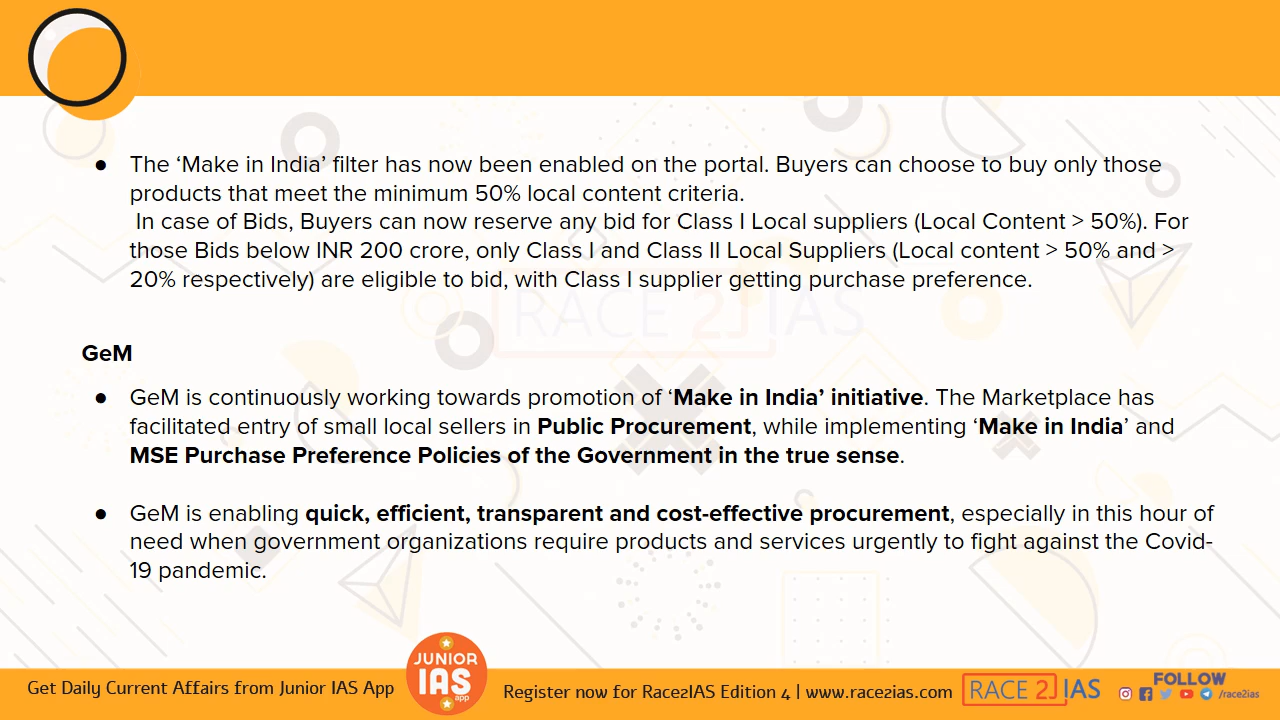 ● The ‘Make in India’ filter has now been enabled on the portal. Buyers can choose to buy only those
products that meet the minimum 50% local content criteria.
In case of Bids, Buyers can now reserve any bid for Class I Local suppliers (Local Content > 50%). For
those Bids below INR 200 crore, only Class I and Class II Local Suppliers (Local content > 50% and >
20% respectively) are eligible to bid, with Class I supplier getting purchase preference.
RACE 2 IAS
GeM
● GeM is continuously working towards promotion of ‘Make in India’ initiative. The Marketplace has
facilitated entry of small local sellers in Public Procurement, while implementing ‘Make in India’ and
MSE Purchase Preference Policies of the Government in the true sense.
● GeM is enabling quick, efficient, transparent and cost-effective procurement, especially in this hour of
need when government organizations require products and services urgently to fight against the Covid-
19 pandemic.
Get Daily Current Affairs from Junior IAS App
JUNIOR
IAS
app
Register now for Race2IAS Edition 4 | www.race2ias.com
RACE 2 IAS
FOLLOW
/race2ias